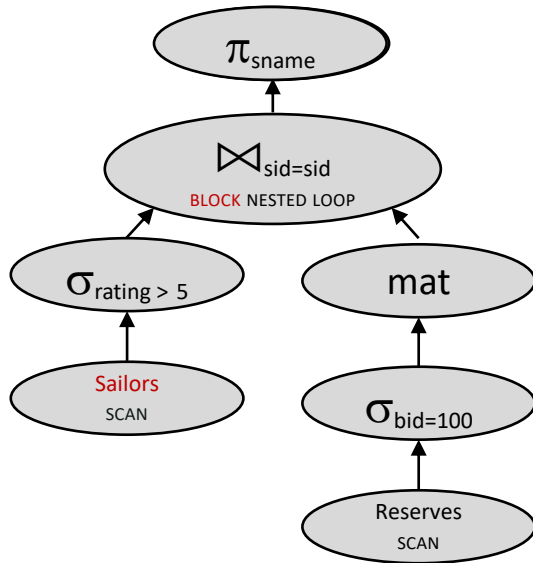 πsname
⋈sid=sid
BLOCK NESTED LOOP
σrating > 5
mat
Sailors
SCAN
σbid=100
Reserves
SCAN